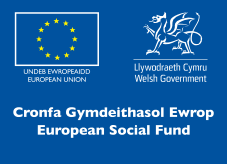 UNDEB EWROPEAIDD
EUROPEAN UNION
Llywodraeth Cymru
Welsh Government
Cronfa Gymdeithasol Ewrop
European Social Fund